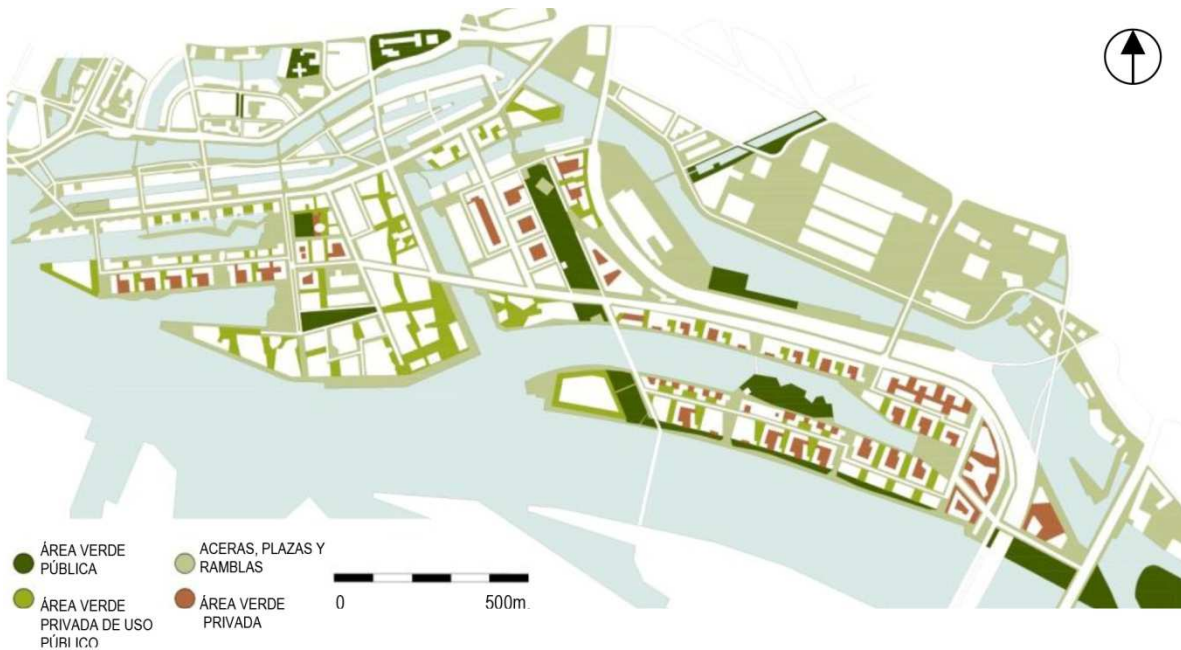 ÁREA VERDE
PÚBLICA
ACERAS, PLAZAS Y
RAMBLAS
ÁREA VERDE
PRIVADA DE USO
PÚBLICO
ÁREA VERDE
PRIVADA
0 500m.